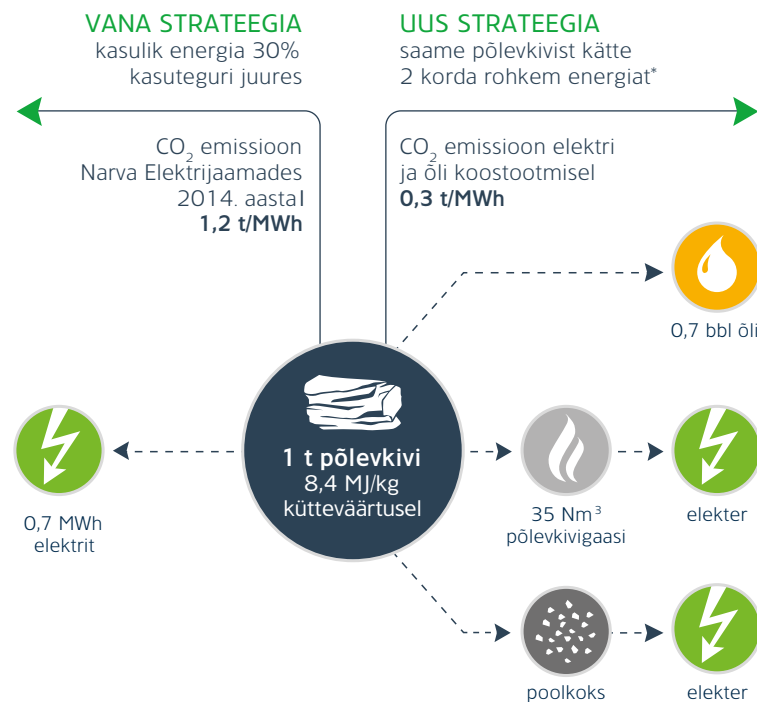 VANA STRATEEGIA
kasulik energia 30%
kasuteguri juures
UUS STRATEEGIA
saame põlevkivist kätte
2 korda rohkem energiat*
CO₂ emissioon
Narva Elektrijaamades
2014. aastal
1,2 t/MWh
CO₂ emissioon elektri
ja õli koostootmisel
0,3 t/MWh
0,7 bbl õli
1 t põlevkivi
8,4 MJ/kg
kütteväärtusel
0,7 MWh
elektrit
35 Nm³
põlevkivigaasi
elekter
poolkoks
elekter